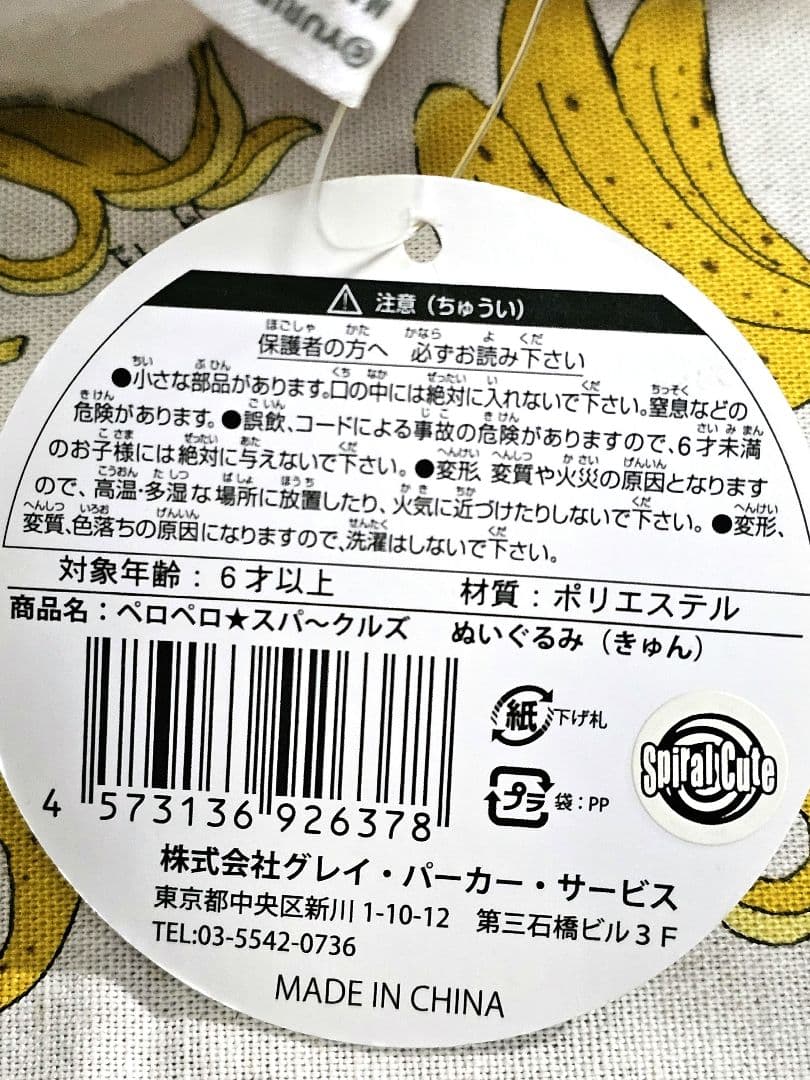 ©YURU
注意（ちゅうい）
保護者の方へ 必ずお読み下さい
●小さな部品があります。口の中には絶対に入れないで下さい。窒息などの
危険があります。●誤飲、コードによる事故の危険がありますので、6才未満
のお子様には絶対に与えないで下さい。●変形、変質や火災の原因となります
ので、高温・多湿な場所に放置したり、火気に近づけたりしないで下さい。●変形、
変質、色落ちの原因になりますので、洗濯はしないで下さい。
対象年齢：6才以上 材質：ポリエステル
商品名：ペロペロ★スパ〜クルズ ぬいぐるみ（きゅん）
紙 下げ札
Spiral Cute
プラ 袋：PP
4 573136 926378
株式会社グレイ・パーカー・サービス
東京都中央区新川1-10-12 第三石橋ビル3F
TEL:03-5542-0736
MADE IN CHINA